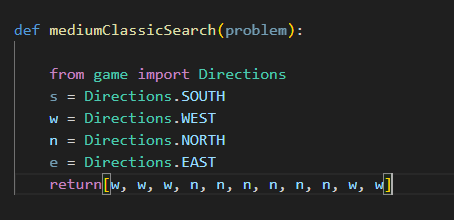 def mediumClassicSearch(problem):
from game import Directions
s = Directions.SOUTH
w = Directions.WEST
n = Directions.NORTH
e = Directions.EAST
return[w, w, w, n, n, n, n, n, n, w, w]